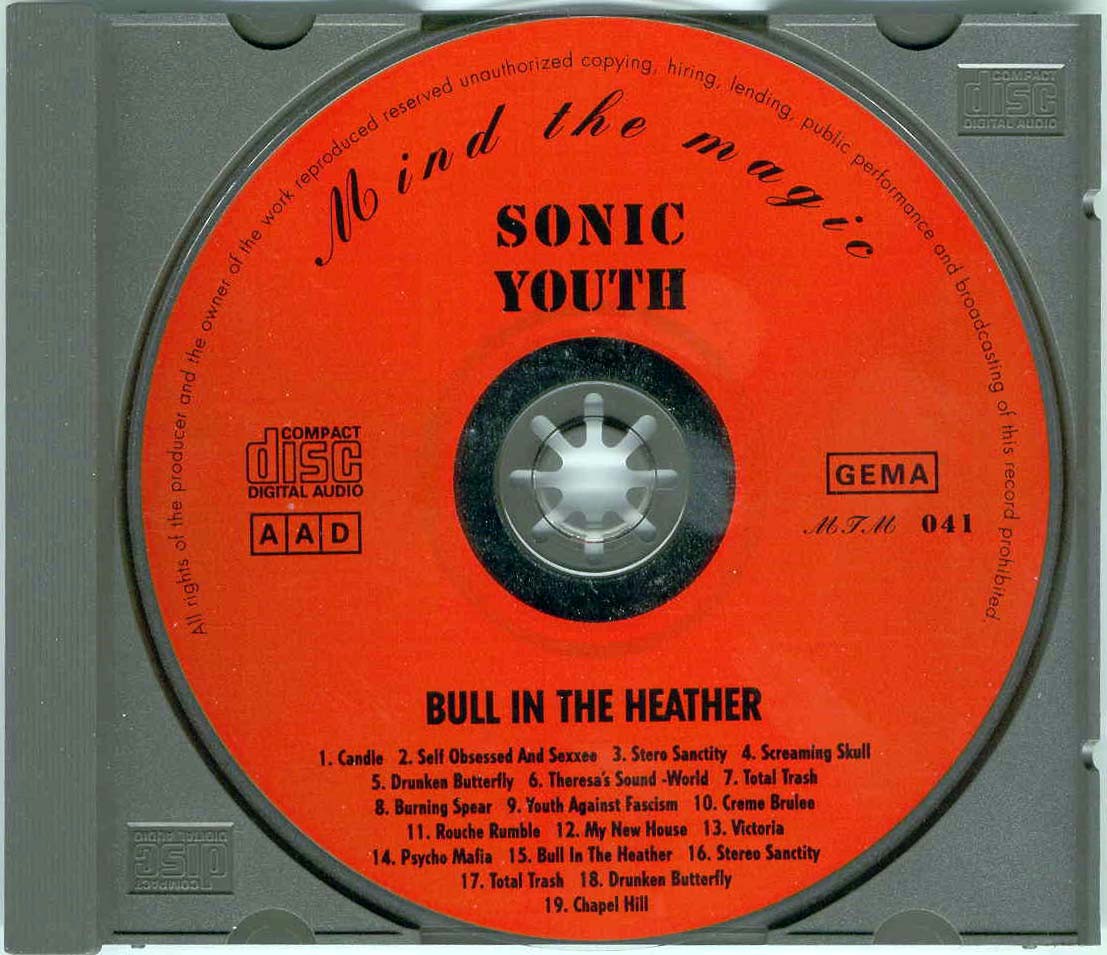 All rights of the producer and the owner of the work reproduced reserved unauthorized copying, hiring, lending, public performance and broadcasting of this record prohibited.
Mind the magic
COMPACT
disc
DIGITAL AUDIO
SONIC
YOUTH
COMPACT
disc
DIGITAL AUDIO
AAD
GEMA
MTM 041
BULL IN THE HEATHER
1. Candle 2. Self Obsessed And Sexxee 3. Stero Sanctity 4. Screaming Skull
5. Drunken Butterfly 6. Theresa's Sound -World 7. Total Trash
8. Burning Spear 9. Youth Against Fascism 10. Creme Brulee
11. Rouche Rumble 12. My New House 13. Victoria
14. Psycho Mafia 15. Bull In The Heather 16. Stereo Sanctity
17. Total Trash 18. Drunken Butterfly
19. Chapel Hill
COMPACT
disc
DIGITAL AUDIO